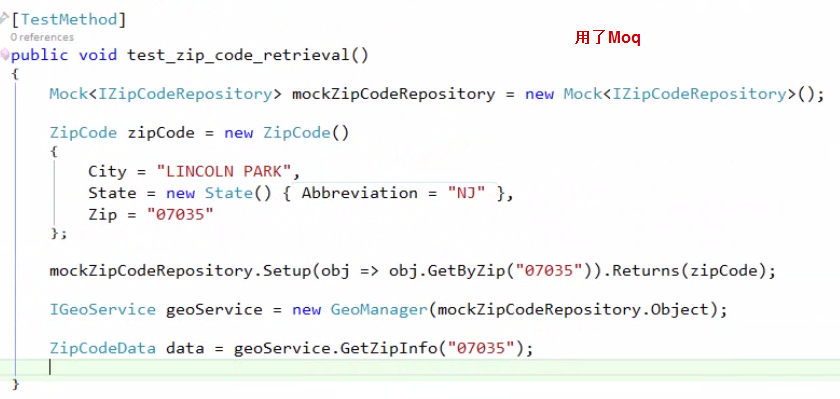 [TestMethod]
0 references
用了Moq
public void test_zip_code_retrieval()
{
Mock<IZipCodeRepository> mockZipCodeRepository = new Mock<IZipCodeRepository>();
ZipCode zipCode = new ZipCode()
{
City = "LINCOLN PARK",
State = new State() { Abbreviation = "NJ" },
Zip = "07035"
};
mockZipCodeRepository.Setup(obj => obj.GetByZip("07035")).Returns(zipCode);
IGeoService geoService = new GeoManager(mockZipCodeRepository.Object);
ZipCodeData data = geoService.GetZipInfo("07035");
}